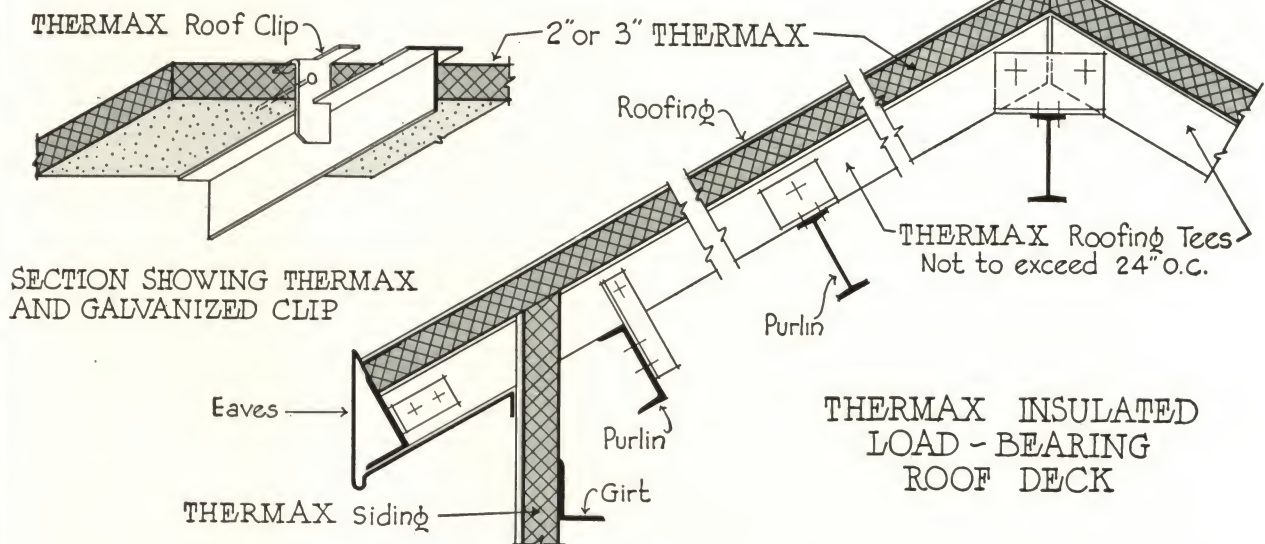 THERMAX Roof Clip
2" or 3" THERMAX
Roofing
THERMAX Roofing Tees
Not to exceed 24" O.C.
SECTION SHOWING THERMAX
AND GALVANIZED CLIP
Purlin
Eaves
Purlin
THERMAX INSULATED
LOAD - BEARING
ROOF DECK
Girt
THERMAX Siding